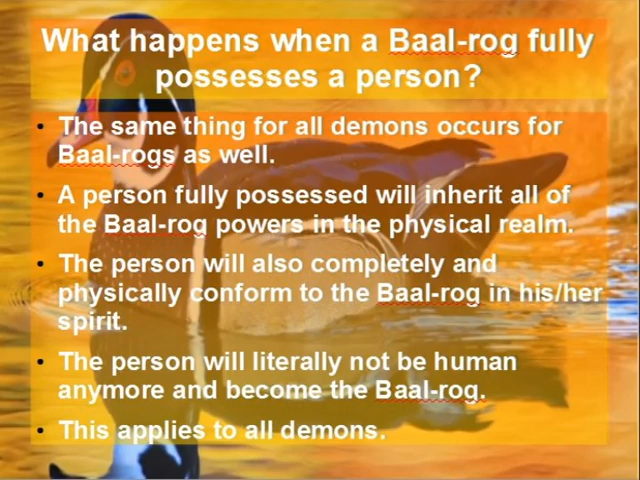 What happens when a Baal-rog fully
possesses a person?
• The same thing for all demons occurs for
Baal-rogs as well.
• A person fully possessed will inherit all of
the Baal-rog powers in the physical realm.
• The person will also completely and
physically conform to the Baal-rog in his/her
spirit.
• The person will literally not be human
anymore and become the Baal-rog.
• This applies to all demons.